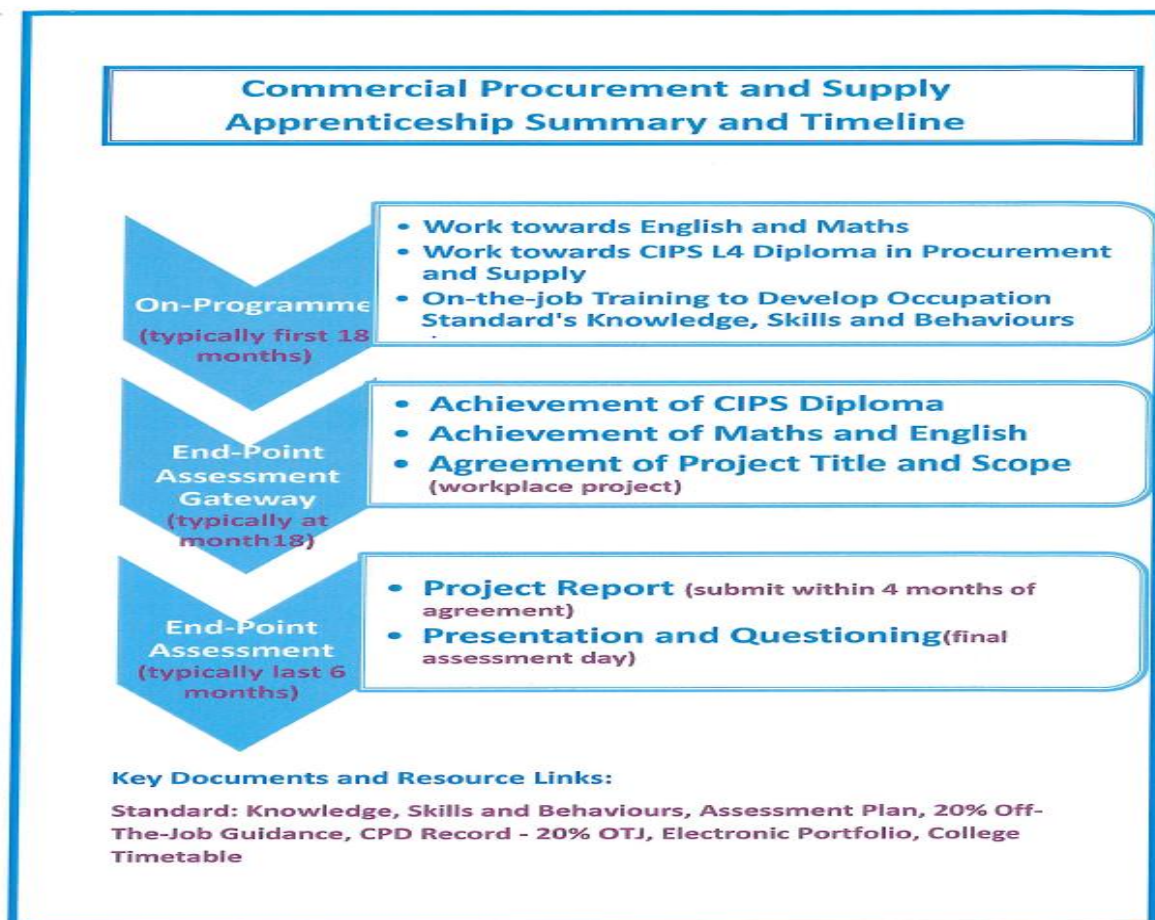 Commercial Procurement and Supply
Apprenticeship Summary and Timeline
On-Programme
(typically first 18
months)
• Work towards English and Maths
• Work towards CIPS L4 Diploma in Procurement
and Supply
• On-the-job Training to Develop Occupation
Standard's Knowledge, Skills and Behaviours
End-Point
Assessment
Gateway
(typically at
month18)
• Achievement of CIPS Diploma
• Achievement of Maths and English
• Agreement of Project Title and Scope
(workplace project)
End-Point
Assessment
(typically last 6
months)
• Project Report (submit within 4 months of
agreement)
• Presentation and Questioning(final
assessment day)
Key Documents and Resource Links:
Standard: Knowledge, Skills and Behaviours, Assessment Plan, 20% Off-
The-Job Guidance, CPD Record - 20% OTJ, Electronic Portfolio, College
Timetable